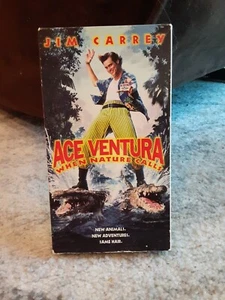 JIM CARREY
ACE VENTURA
WHEN NATURE CALLS
NEW ANIMALS.
NEW ADVENTURES.
SAME HAIR.